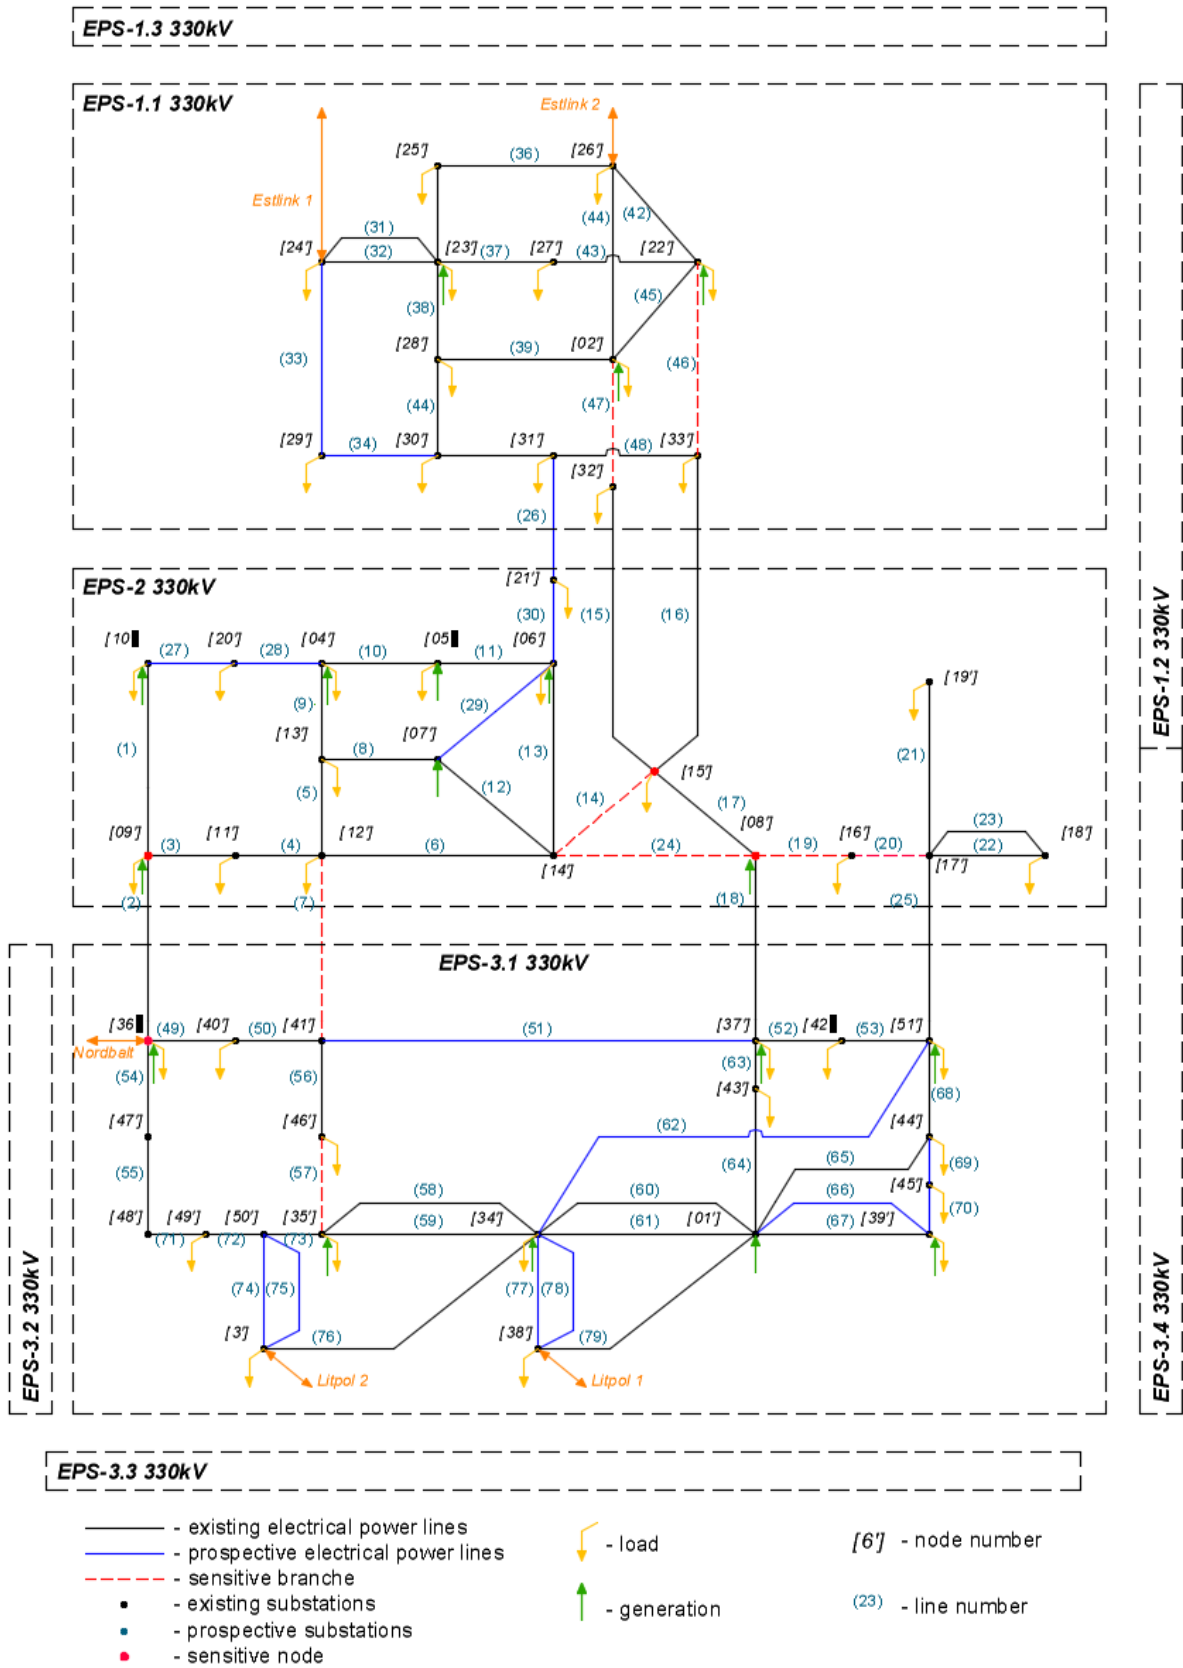 EPS-1.3 330kV
EPS-1.1 330kV
Estlink 2
[25'] (36) [26']
Estlink 1
(31) (44) (42)
[24'] (32) [23'] (37) [27'] (43) [22']
(38) (45)
[28'] (39) [02']
(33) (46)
(44) (47)
[29'] (34) [30'] [31'] (48) [33']
[32']
(26)
EPS-1.2 330kV
EPS-2 330kV
[21']
(30) (15) (16)
[10 (27) [20'] (28) [04'] (10) [05 (11) [06']
[19']
(9) (29)
[13'] [07']
(1) (8) (13) (21)
(5) (12) (14) [15']
(17)
[09'] [11'] [12'] [08'] [16'] (23) [18']
(3) (4) (6) (24) (19) (20) (22)
[14'] [17']
(2) (7) (18) (25)
EPS-3.1 330kV
[36 (49) [40'] (50) [41'] (51) [37'] (52) [42 (53) [51']
Nordbalt
(54) (56) (63)
[43'] (68)
[47'] [46'] (62) [44']
(55) (57) (64) (65) (69)
[45']
(58) (60) (66) (70)
[48'] [49'] [50'] [35'] (59) [34'] (61) [01'] (67) [39']
(71) (72) (73)
(74) (75) (77) (78)
[3'] (76) [38'] (79)
Litpol 2 Litpol 1
EPS-3.2 330kV
EPS-3.4 330kV
EPS-3.3 330kV
- existing electrical power lines
- prospective electrical power lines
- sensitive branche
- existing substations
- prospective substations
- sensitive node
- load
- generation
[6'] - node number
(23) - line number